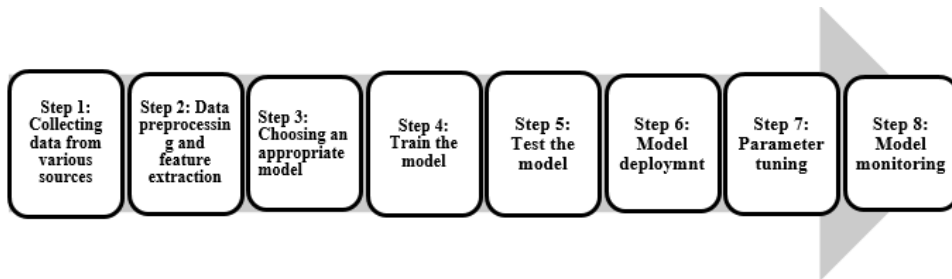 Step 1:
Collecting
data from
various
sources
Step 2: Data
preprocessin
g and
feature
extraction
Step 3:
Choosing an
appropriate
model
Step 4:
Train the
model
Step 5:
Test the
model
Step 6:
Model
deploymnt
Step 7:
Parameter
tuning
Step 8:
Model
monitoring